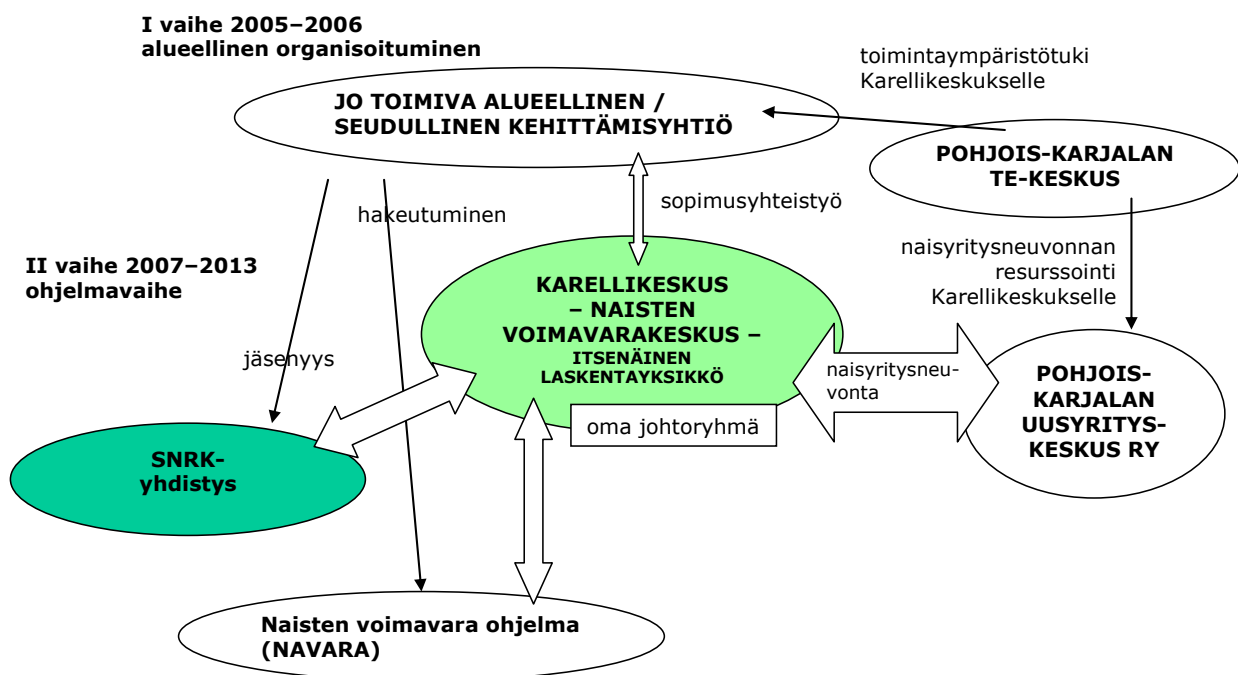 I vaihe 2005–2006
alueellinen organisoituminen
toimintaympäristötuki
Karellikeskukselle
JO TOIMIVA ALUEELLINEN /
SEUDULLINEN KEHITTÄMISYHTIÖ
POHJOIS-KARJALAN
TE-KESKUS
hakeutuminen
sopimusyhteistyö
II vaihe 2007–2013
ohjelmavaihe
naisyritysneuvonnan
resurssointi
Karellikeskukselle
KARELLIKESKUS
– NAISTEN
VOIMAVARAKESKUS –
ITSENÄINEN
LASKENTAYKSIKKÖ
jäsenyys
naisyritysneu-
vonta
POHJOIS-
KARJALAN
UUSYRITYS-
KESKUS RY
oma johtoryhmä
SNRK-
yhdistys
Naisten voimavara ohjelma
(NAVARA)